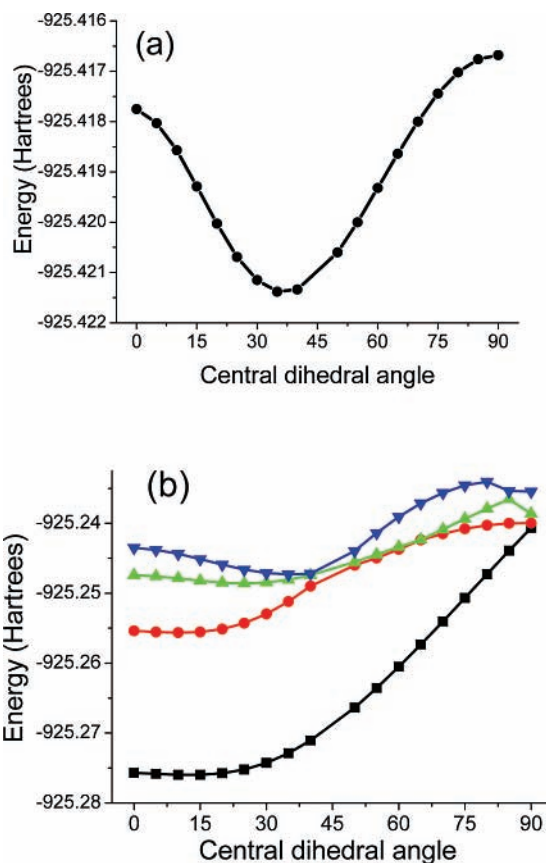 (a)
Energy (Hartrees)
-925.416
-925.417
-925.418
-925.419
-925.420
-925.421
-925.422
0 15 30 45 60 75 90
Central dihedral angle
(b)
Energy (Hartrees)
-925.24
-925.25
-925.26
-925.27
-925.28
0 15 30 45 60 75 90
Central dihedral angle